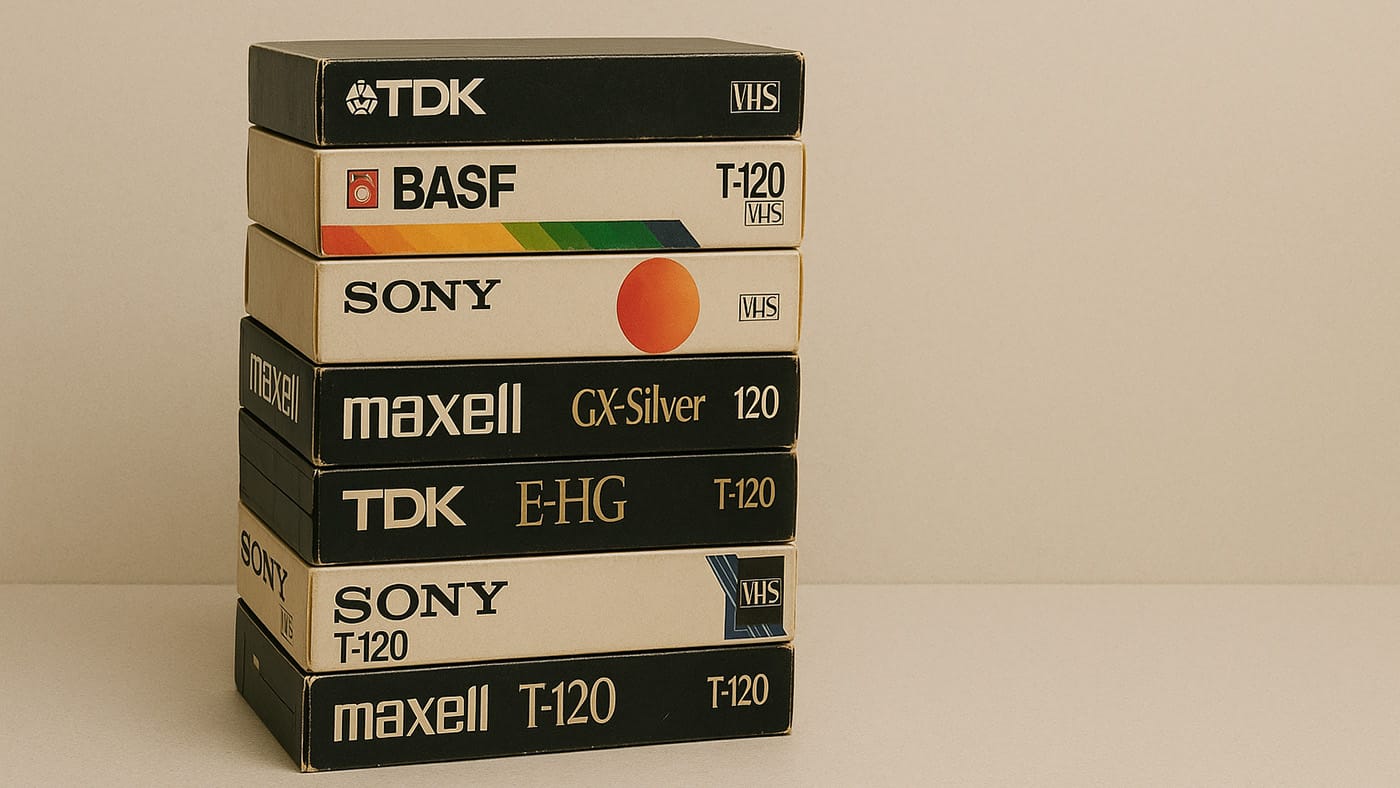 TDK VHS
BASF T-120
VHS
SONY VHS
maxell maxell GX-Silver 120
TDK E-HG T-120
SONY VHS SONY VHS
T-120
maxell T-120 T-120